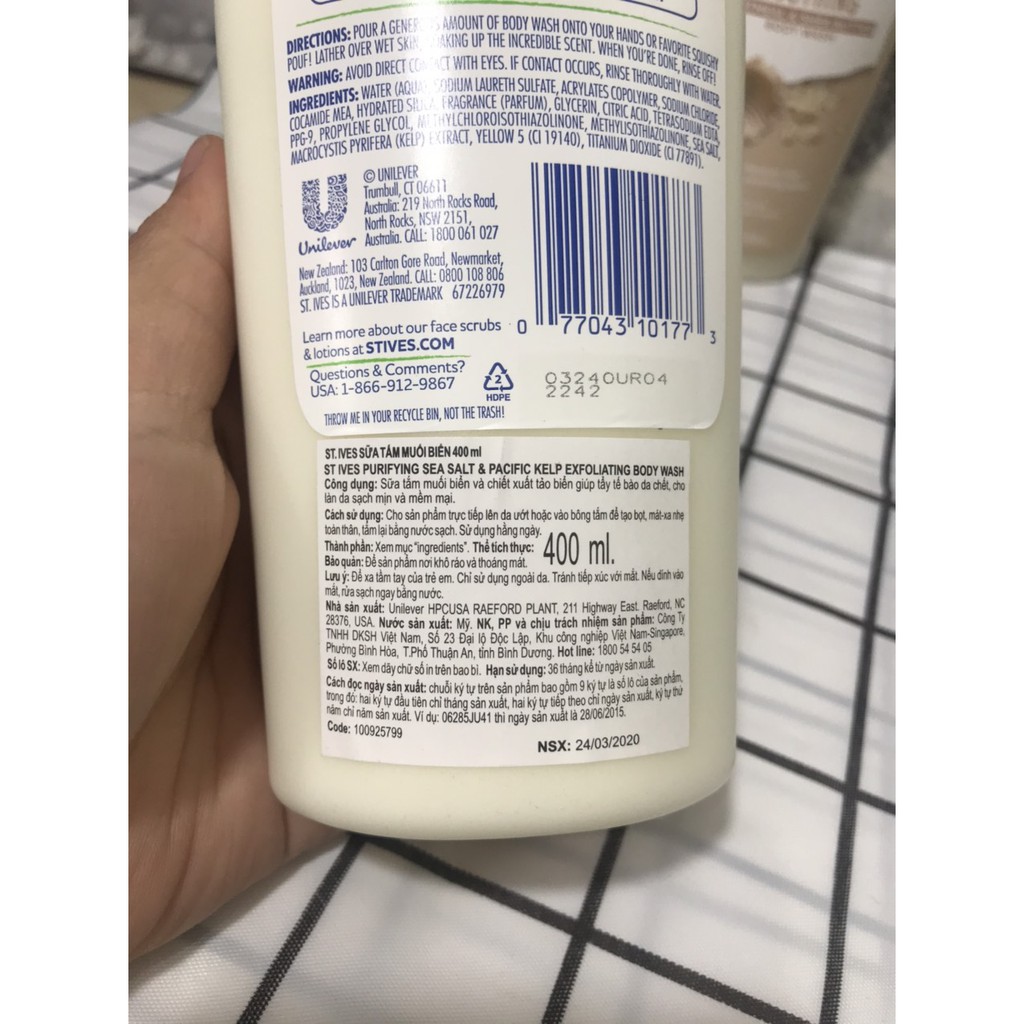 DIRECTIONS: POUR A GENEROUS AMOUNT OF BODY WASH ONTO YOUR HANDS OR FAVORITE SQUISHY
POUF! LATHER OVER WET SKIN, SOAKING UP THE INCREDIBLE SCENT. WHEN YOU'RE DONE, RINSE OFF!
WARNING: AVOID DIRECT CONTACT WITH EYES. IF CONTACT OCCURS, RINSE THOROUGHLY WITH WATER.
INGREDIENTS: WATER (AQUA), SODIUM LAURETH SULFATE, ACRYLATES COPOLYMER, SODIUM CHLORIDE,
COCAMIDE MEA, HYDRATED SILICA, FRAGRANCE (PARFUM), GLYCERIN, CITRIC ACID, TETRASODIUM EDTA,
PPG-9, PROPYLENE GLYCOL, METHYLCHLOROISOTHIAZOLINONE, METHYLISOTHIAZOLINONE, SEA SALT,
MACROCYSTIS PYRIFERA (KELP) EXTRACT, YELLOW 5 (CI 19140), TITANIUM DIOXIDE (CI 77891).
Unilever
© UNILEVER
Trumbull, CT 06611
Australia: 219 North Rocks Road,
North Rocks, NSW 2151,
Australia. CALL: 1800 061 027
New Zealand: 103 Carlton Gore Road, Newmarket,
Auckland, 1023, New Zealand. CALL: 0800 108 806
ST. IVES IS A UNILEVER TRADEMARK 67226979
0 77043 10177 3
Learn more about our face scrubs
& lotions at STIVES.COM
Questions & Comments?
USA: 1-866-912-9867
2
HDPE
03240UR04
2242
THROW ME IN YOUR RECYCLE BIN, NOT THE TRASH!
ST. IVES SỮA TẮM MUỐI BIỂN 400 ml
ST IVES PURIFYING SEA SALT & PACIFIC KELP EXFOLIATING BODY WASH
Công dụng: Sữa tắm muối biển và chiết xuất tảo biển giúp tẩy tế bào da chết, cho
làn da sạch mịn và mềm mại.
Cách sử dụng: Cho sản phẩm trực tiếp lên da ướt hoặc vào bông tắm để tạo bọt, mát-xa nhẹ
toàn thân, tắm lại bằng nước sạch. Sử dụng hằng ngày.
Thành phần: Xem mục "ingredients". Thể tích thực: 400 ml.
Bảo quản: Để sản phẩm nơi khô ráo và thoáng mát.
Lưu ý: Để xa tầm tay của trẻ em. Chỉ sử dụng ngoài da. Tránh tiếp xúc với mắt. Nếu dính vào
mắt, rửa sạch ngay bằng nước.
Nhà sản xuất: Unilever HPCUSA RAEFORD PLANT, 211 Highway East. Raeford, NC
28376, USA. Nước sản xuất: Mỹ. NK, PP và chịu trách nhiệm sản phẩm: Công Ty
TNHH DKSH Việt Nam, Số 23 Đại lộ Độc Lập, Khu công nghiệp Việt Nam-Singapore,
Phường Bình Hòa, T.Phố Thuận An, tỉnh Bình Dương. Hot line: 1800 54 54 05
Số lô SX: Xem dãy chữ số in trên bao bì. Hạn sử dụng: 36 tháng kể từ ngày sản xuất.
Cách đọc ngày sản xuất: chuỗi ký tự trên sản phẩm bao gồm 9 ký tự là số lô của sản phẩm,
trong đó: hai ký tự đầu tiên chỉ tháng sản xuất, hai ký tự tiếp theo chỉ ngày sản xuất, ký tự thứ
năm chỉ năm sản xuất. Ví dụ: 06285JU41 thì ngày sản xuất là 28/06/2015.
Code: 100925799
NSX: 24/03/2020